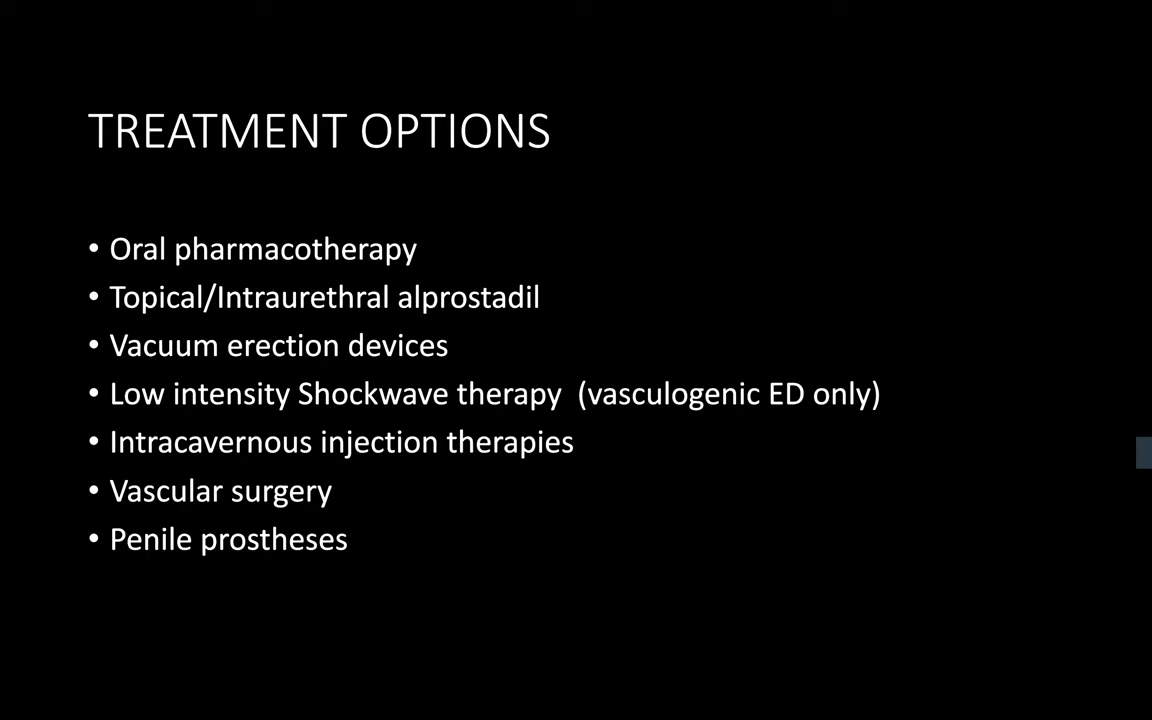 TREATMENT OPTIONS
• Oral pharmacotherapy
• Topical/Intraurethral alprostadil
• Vacuum erection devices
• Low intensity Shockwave therapy  (vasculogenic ED only)
• Intracavernous injection therapies
• Vascular surgery
• Penile prostheses